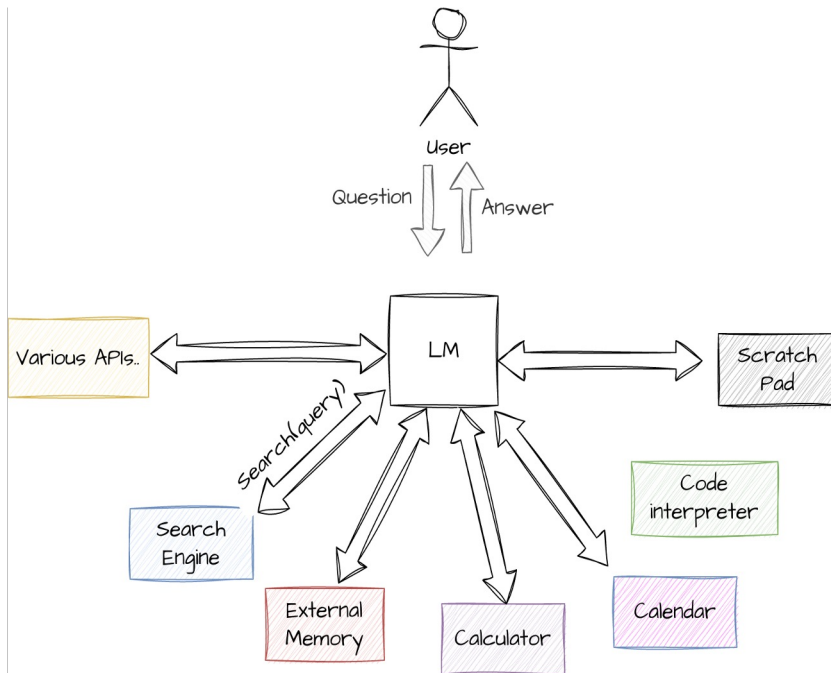 User
Question
Answer
LM
Various APIs..
Scratch
Pad
Search(query)
Code
interpreter
Search
Engine
External
Memory
Calculator
Calendar